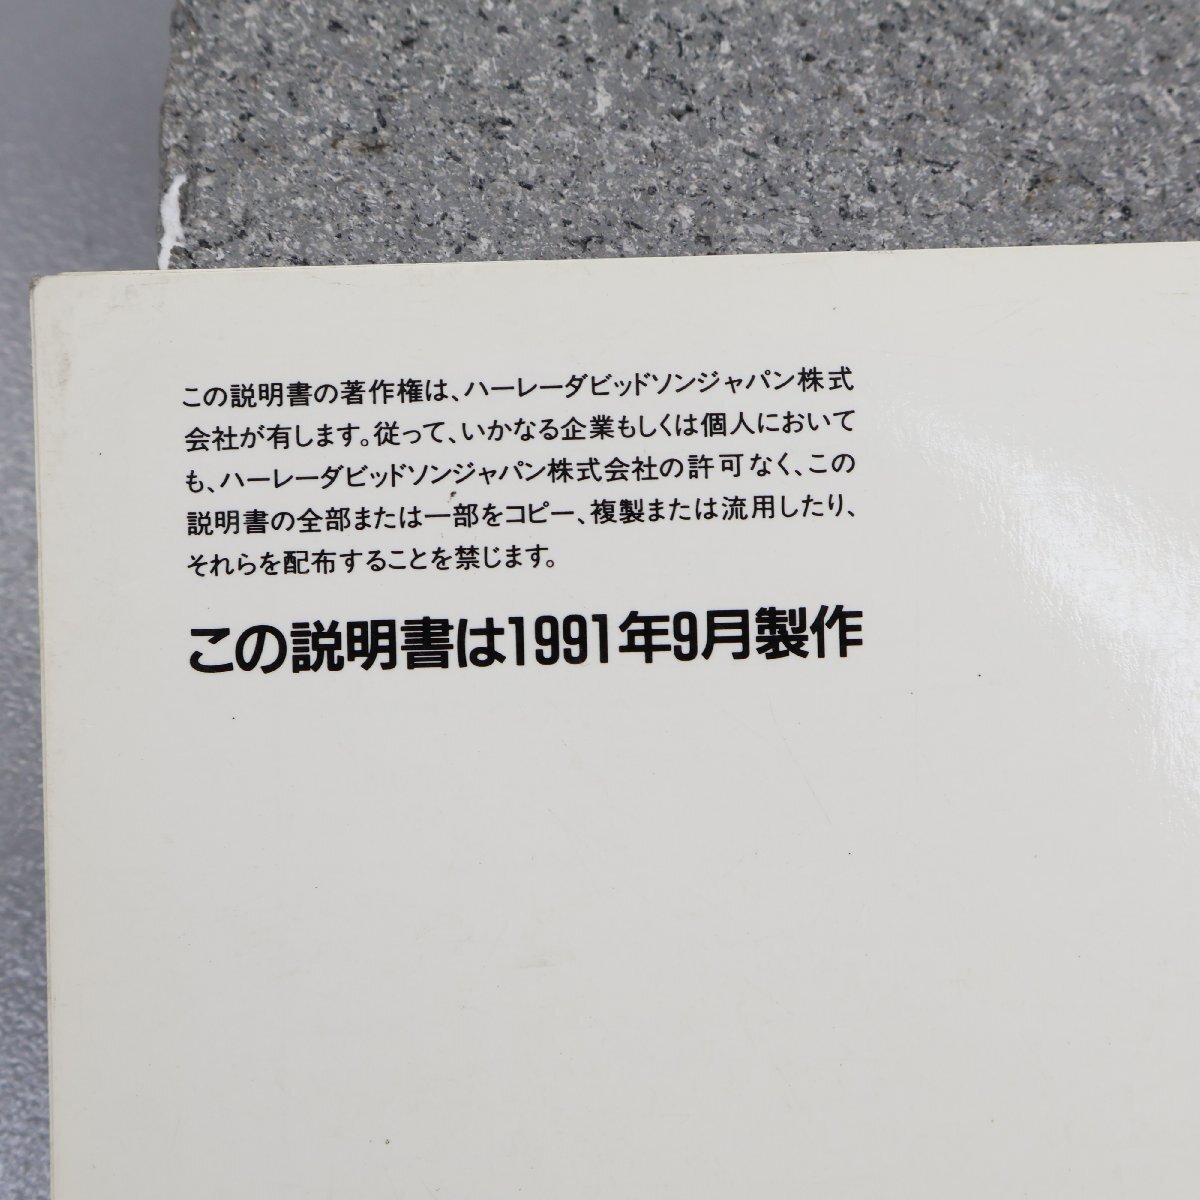 この説明書の著作権は、ハーレーダビッドソンジャパン株式
会社が有します。従って、いかなる企業もしくは個人において
も、ハーレーダビッドソンジャパン株式会社の許可なく、この
説明書の全部または一部をコピー、複製または流用したり、
それらを配布することを禁じます。
この説明書は1991年9月製作